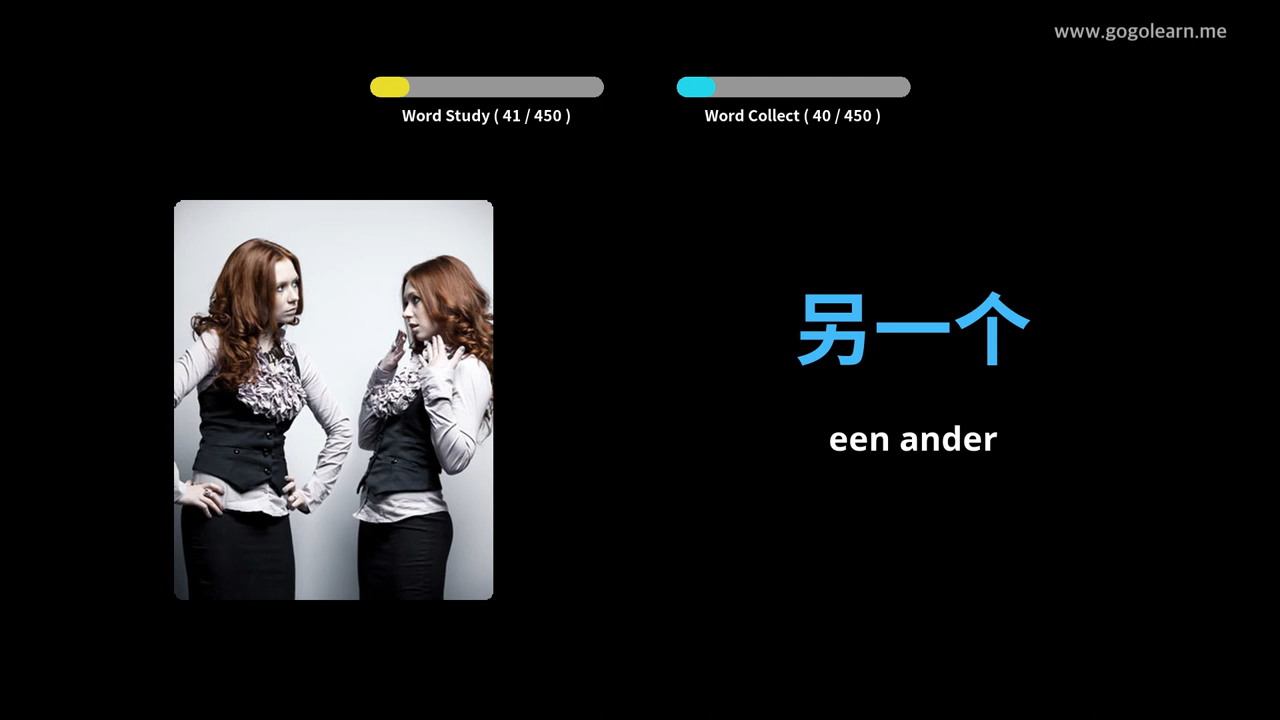 www.gogolearn.me
Word Study ( 41 / 450 )
Word Collect ( 40 / 450 )
另一个
een ander